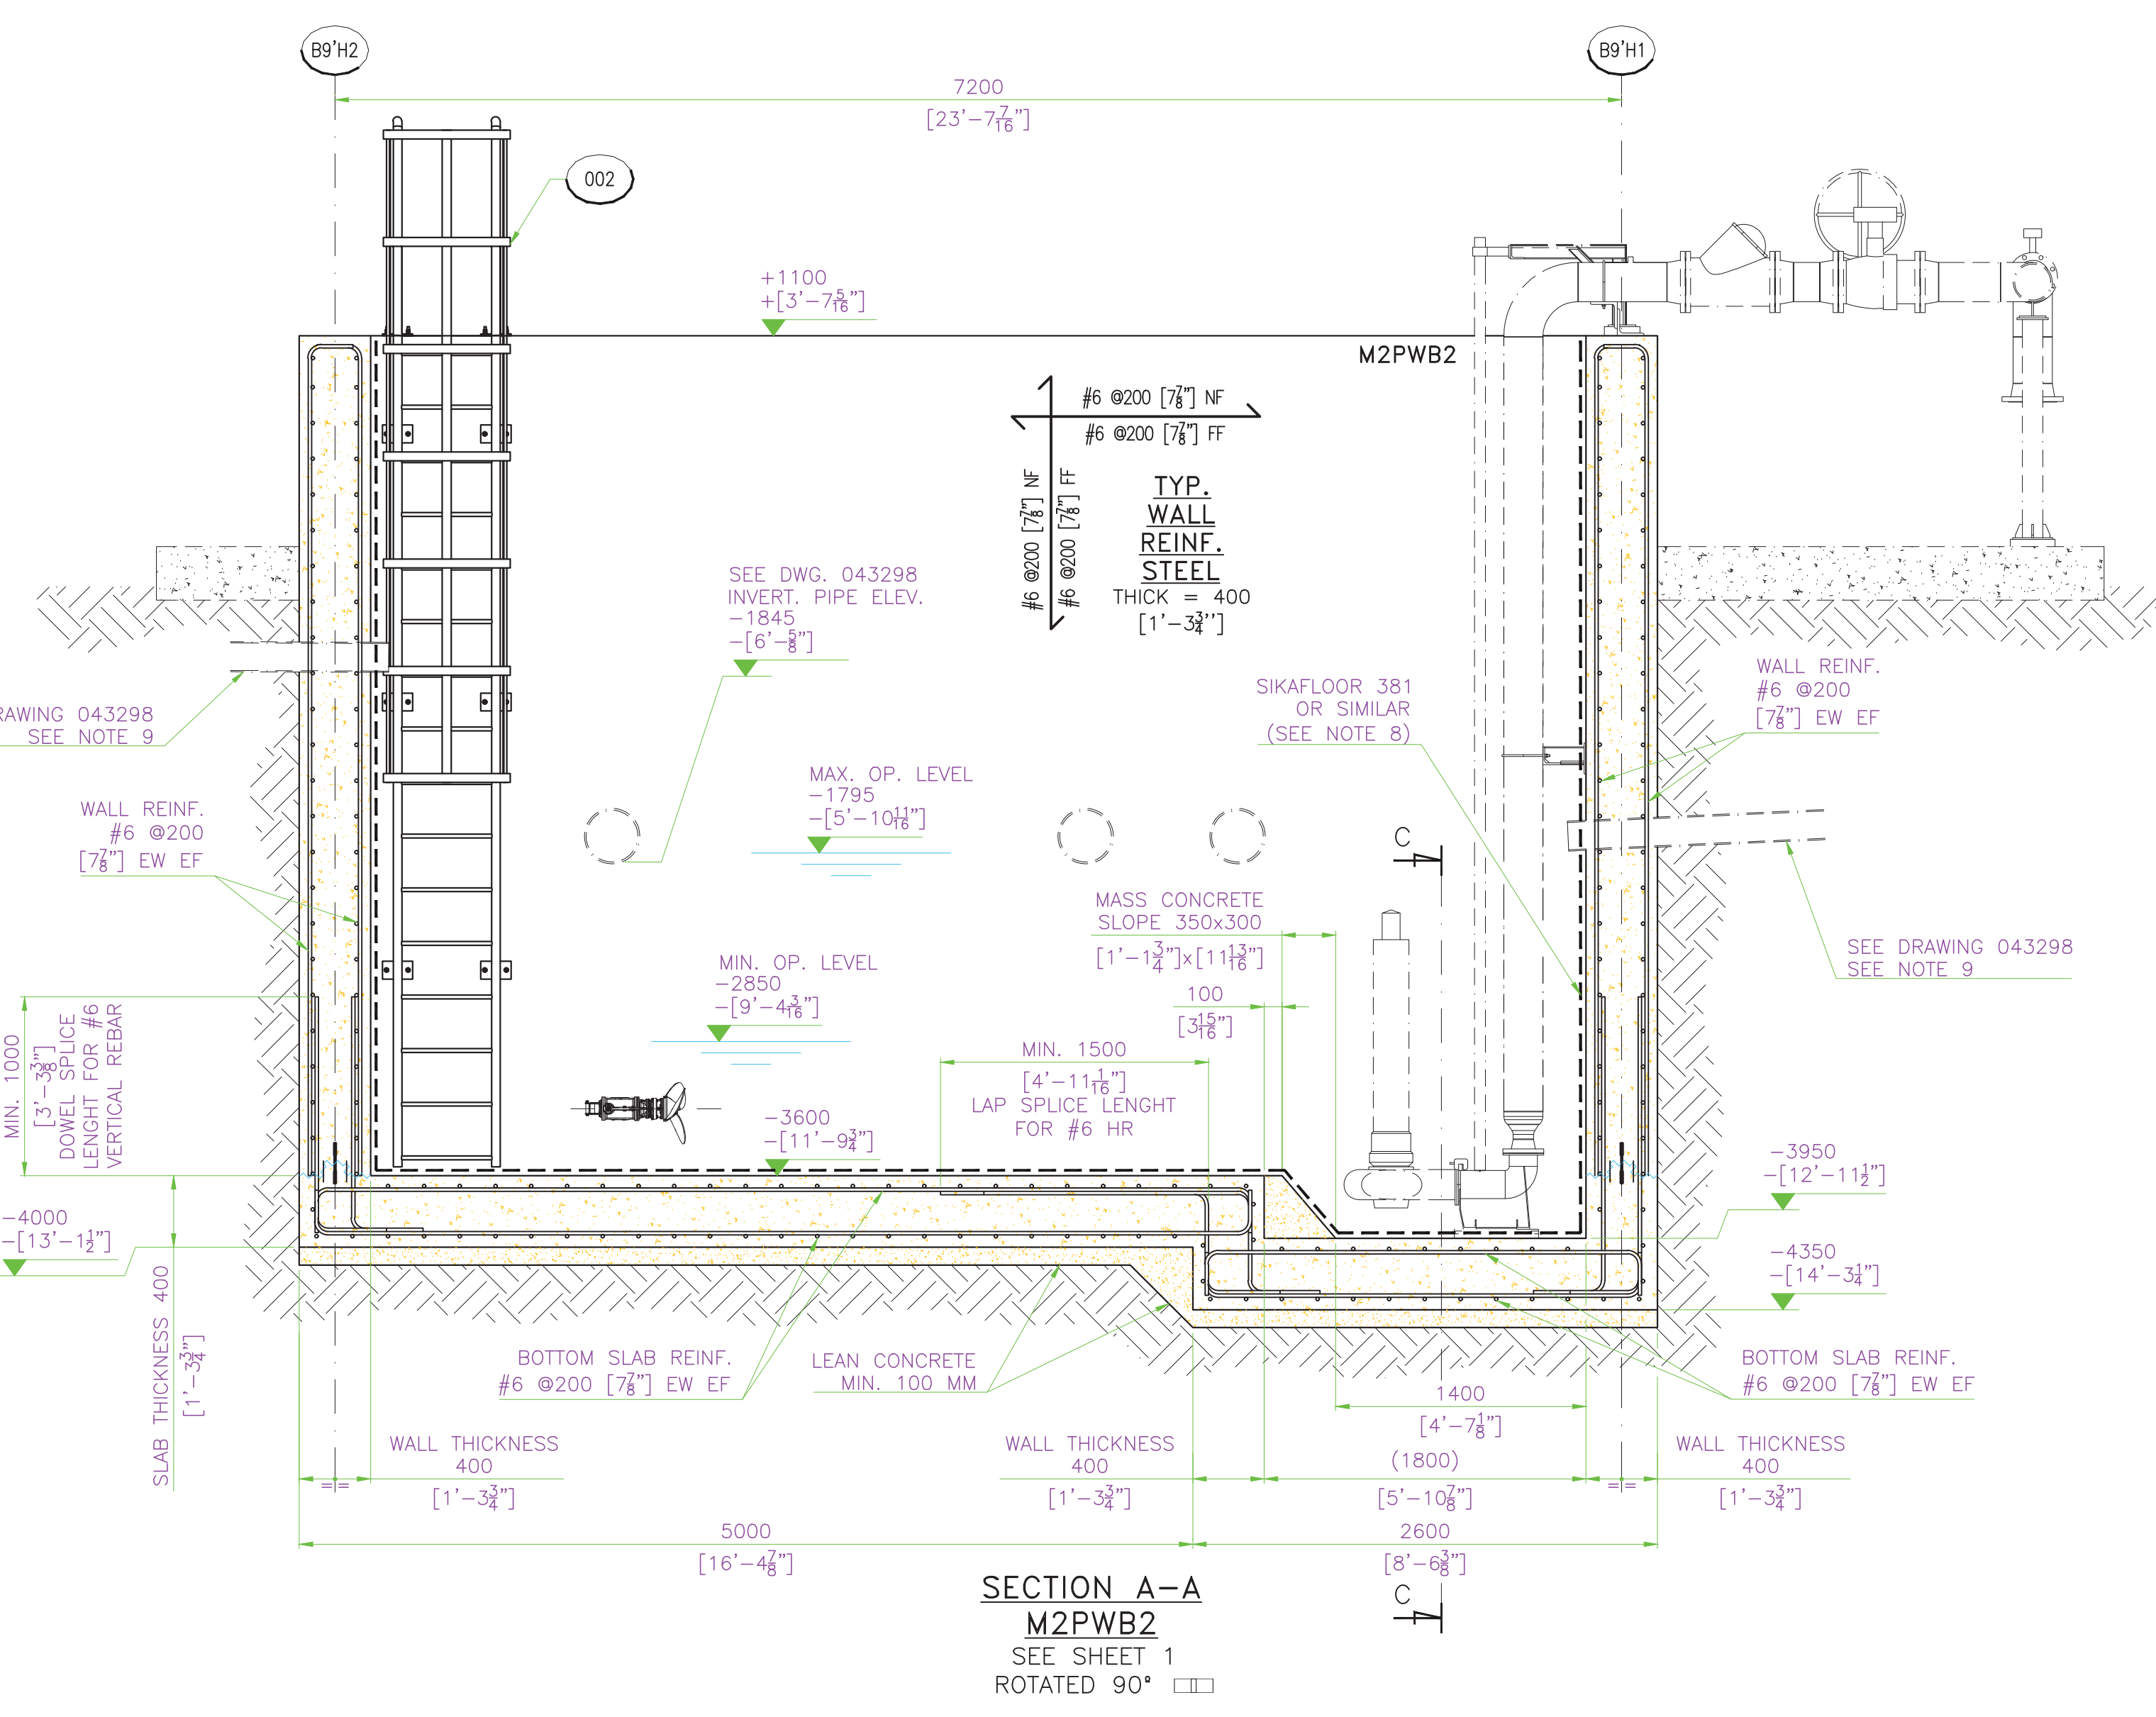 B9'H2
B9'H1
7200
[23'-7 7/16"]
002
+1100
+[3'-7 5/16"]
M2PWB2
#6 @200 [7 7/8"] NF
#6 @200 [7 7/8"] FF
#6 @200 [7 7/8"] NF
#6 @200 [7 7/8"] FF
TYP.
WALL
REINF.
STEEL
THICK = 400
[1'-3 3/4'']
SEE DWG. 043298
INVERT. PIPE ELEV.
-1845
-[6'-5/8"]
RAWING 043298
SEE NOTE 9
SIKAFLOOR 381
OR SIMILAR
(SEE NOTE 8)
WALL REINF.
#6 @200
[7 7/8"] EW EF
MAX. OP. LEVEL
-1795
-[5'-10 11/16"]
WALL REINF.
#6 @200
[7 7/8"] EW EF
C
MASS CONCRETE
SLOPE 350x300
[1'-1 3/4"]x[11 13/16"]
SEE DRAWING 043298
SEE NOTE 9
MIN. OP. LEVEL
-2850
-[9'-4 3/16"]
100
[3 15/16"]
MIN. 1000
[3'-3 3/8"]
DOWEL SPLICE
LENGHT FOR #6
VERTICAL REBAR
MIN. 1500
[4'-11 1/16"]
LAP SPLICE LENGHT
FOR #6 HR
-3600
-[11'-9 3/4"]
-3950
-[12'-11 1/2"]
-4000
-[13'-1 1/2"]
-4350
-[14'-3 1/4"]
SLAB THICKNESS 400
[1'-3 3/4"]
BOTTOM SLAB REINF.
#6 @200 [7 7/8"] EW EF
LEAN CONCRETE
MIN. 100 MM
BOTTOM SLAB REINF.
#6 @200 [7 7/8"] EW EF
1400
[4'-7 1/8"]
WALL THICKNESS
400
[1'-3 3/4"]
==
WALL THICKNESS
400
[1'-3 3/4"]
(1800)
[5'-10 7/8"]
WALL THICKNESS
400
[1'-3 3/4"]
==
5000
[16'-4 7/8"]
2600
[8'-6 3/8"]
C
SECTION A-A
M2PWB2
SEE SHEET 1
ROTATED 90°